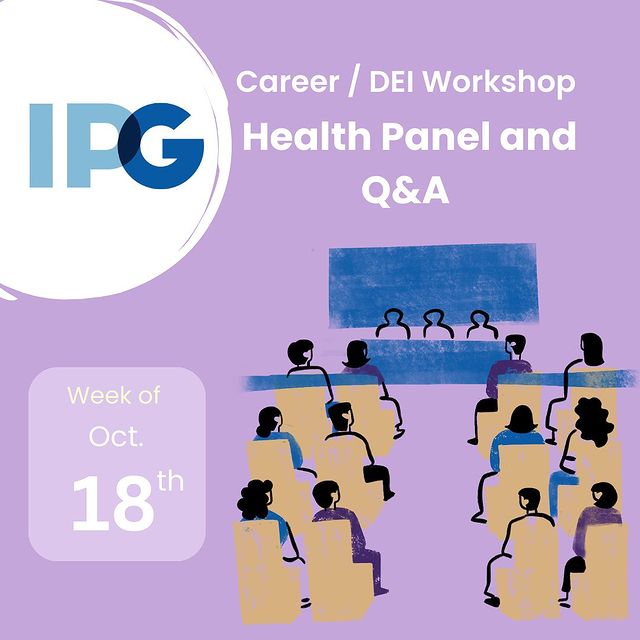 IPG
Career / DEI Workshop
Health Panel and
Q&A
Week of
Oct.
18th